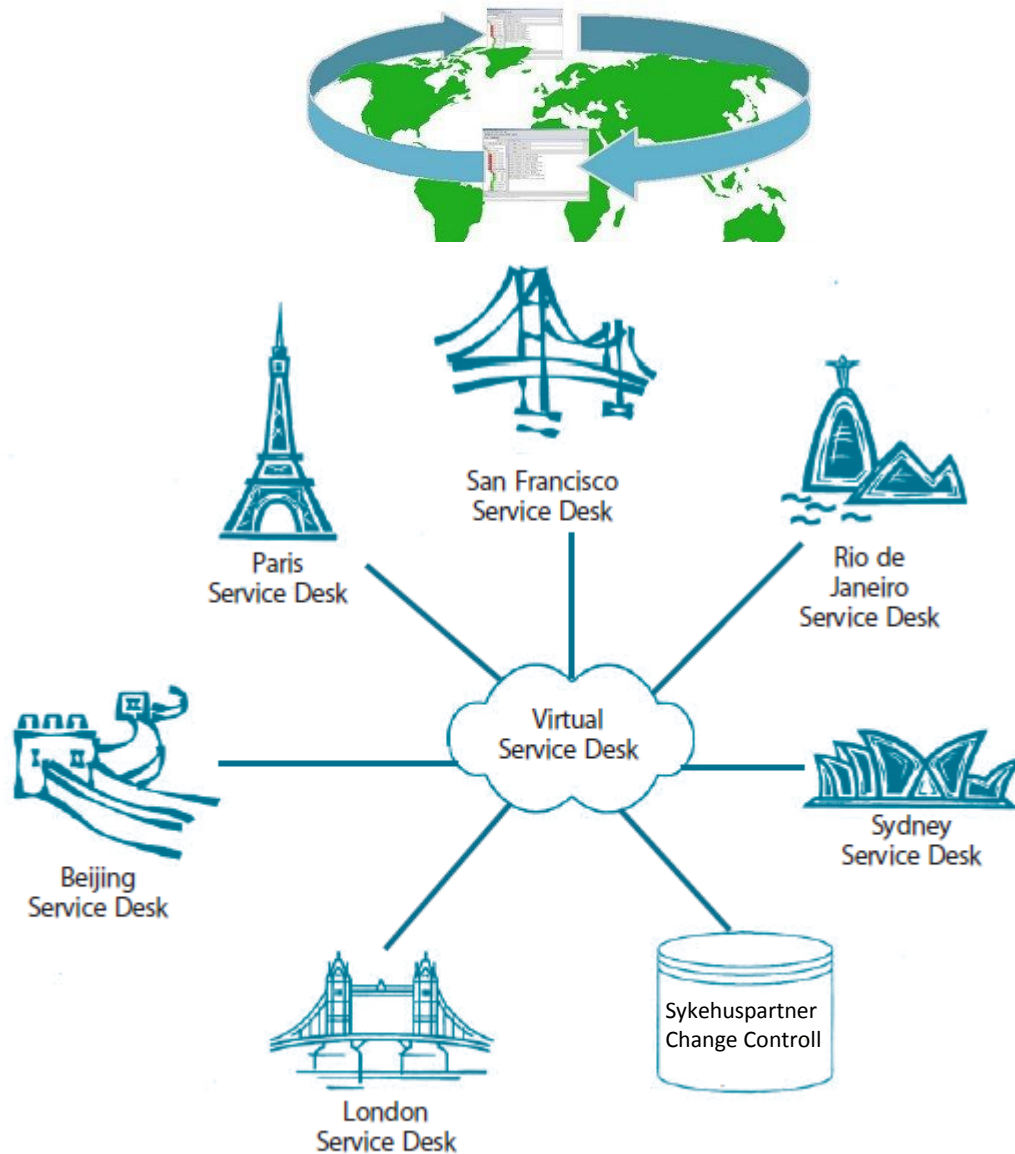 San Francisco
Service Desk
Paris
Service Desk
Rio de
Janeiro
Service Desk
Virtual
Service Desk
Beijing
Service Desk
Sydney
Service Desk
Sykehuspartner
Change Controll
London
Service Desk